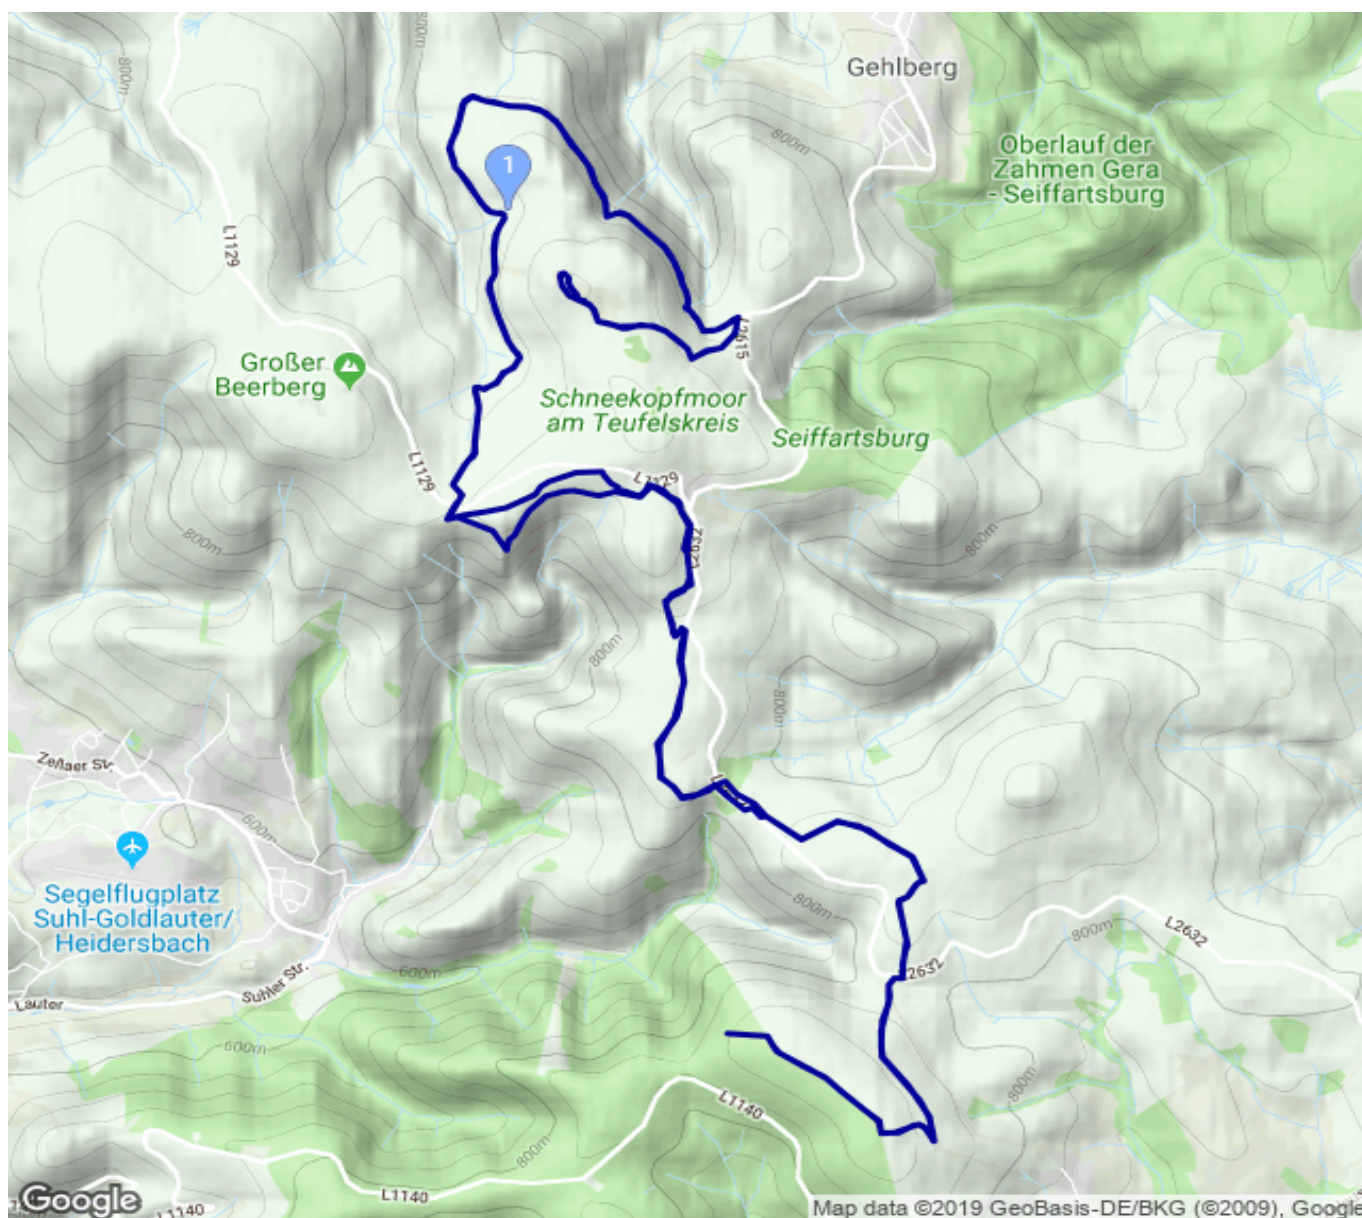 800m
800m
Gehlberg
800m
Oberlauf der
Zahmen Gera
- Seiffartsburg
1
L1129
L2615
Großer
Beerberg
Schneekopfmoor
am Teufelskreis
Seiffartsburg
L1129
L1129
800m
L2632
800m
800m
800m
Zellaer Str.
600m
Segelflugplatz
Suhl-Goldlauter/
Heidersbach
800m
800m
L2632
L2632
Suhler Str.
600m
Lauter
600m
800m
L1140
800m
L1140
L1140
Google
Map data ©2019 GeoBasis-DE/BKG (©2009), Google